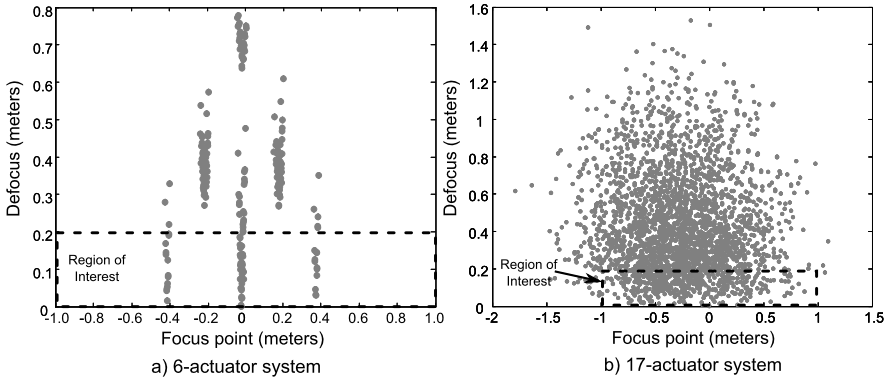 0.8
0.7
0.6
0.5
0.4
0.3
0.2
0.1
0
Defocus (meters)
Region of
Interest
-1.0 -0.8 -0.6 -0.4 -0.2 0 0.2 0.4 0.6 0.8 1.0
Focus point (meters)
a) 6-actuator system
1.6
1.4
1.2
1
0.8
0.6
0.4
0.2
0
Defocus (meters)
Region of
Interest
-2 -1.5 -1 -0.5 0 0.5 1 1.5
Focus point (meters)
b) 17-actuator system